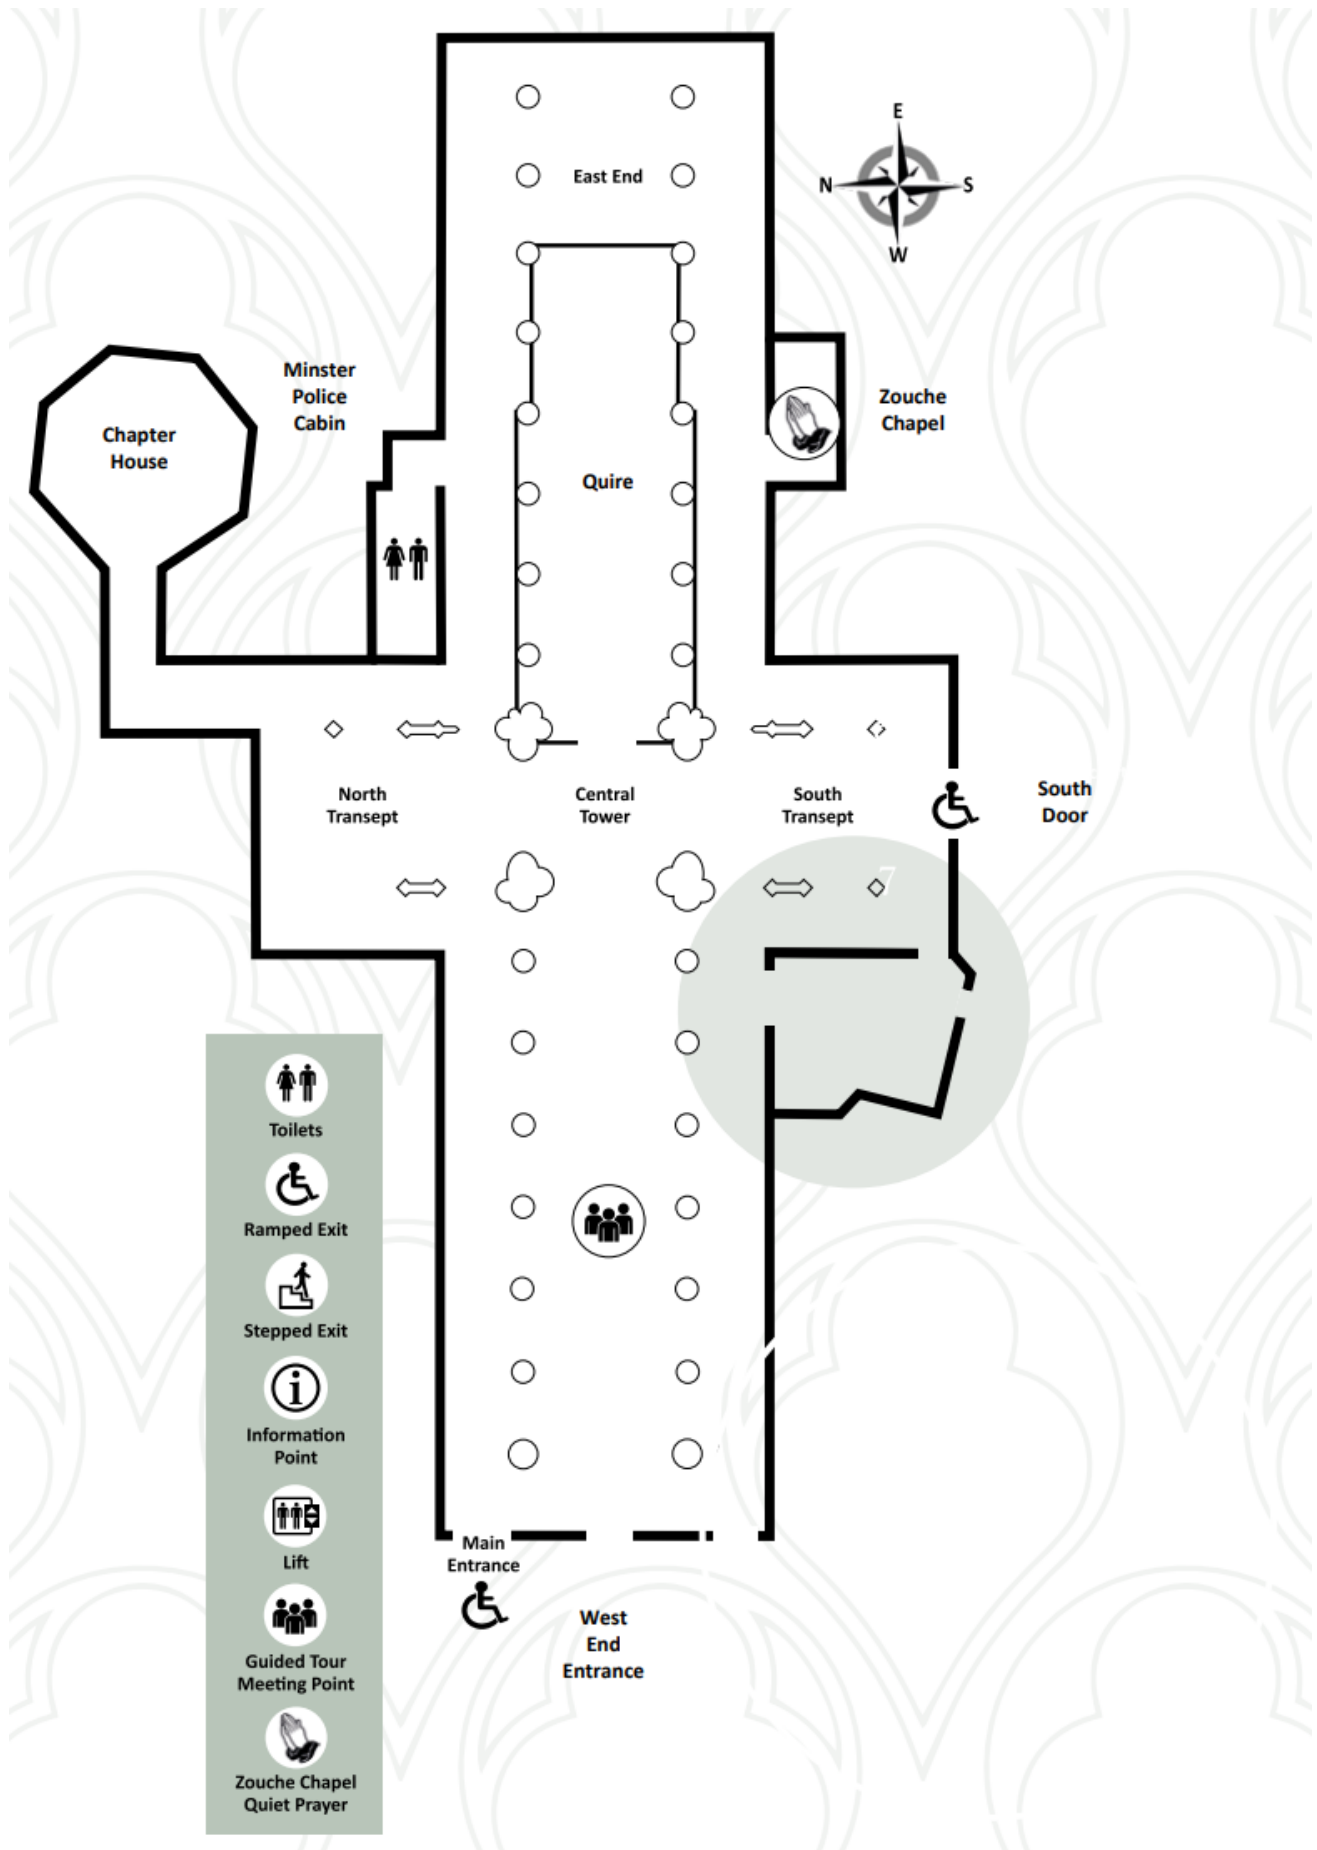 E
N
S
W
East End
Minster
Police
Cabin
Chapter
House
Zouche
Chapel
Quire
North
Transept
Central
Tower
South
Transept
South
Door
7
Toilets
Ramped Exit
Stepped Exit
i
Information
Point
Lift
Guided Tour
Meeting Point
Zouche Chapel
Quiet Prayer
Main
Entrance
West
End
Entrance